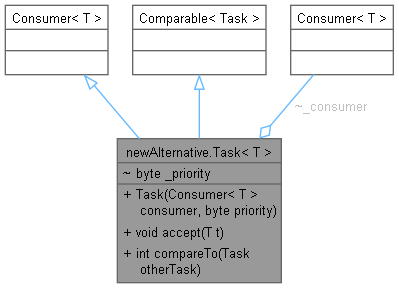 Consumer< T >
Comparable< Task >
Consumer< T >
~_consumer
newAlternative.Task< T >
~ byte _priority
+ Task(Consumer< T >
consumer, byte priority)
+ void accept(T t)
+ int compareTo(Task
otherTask)